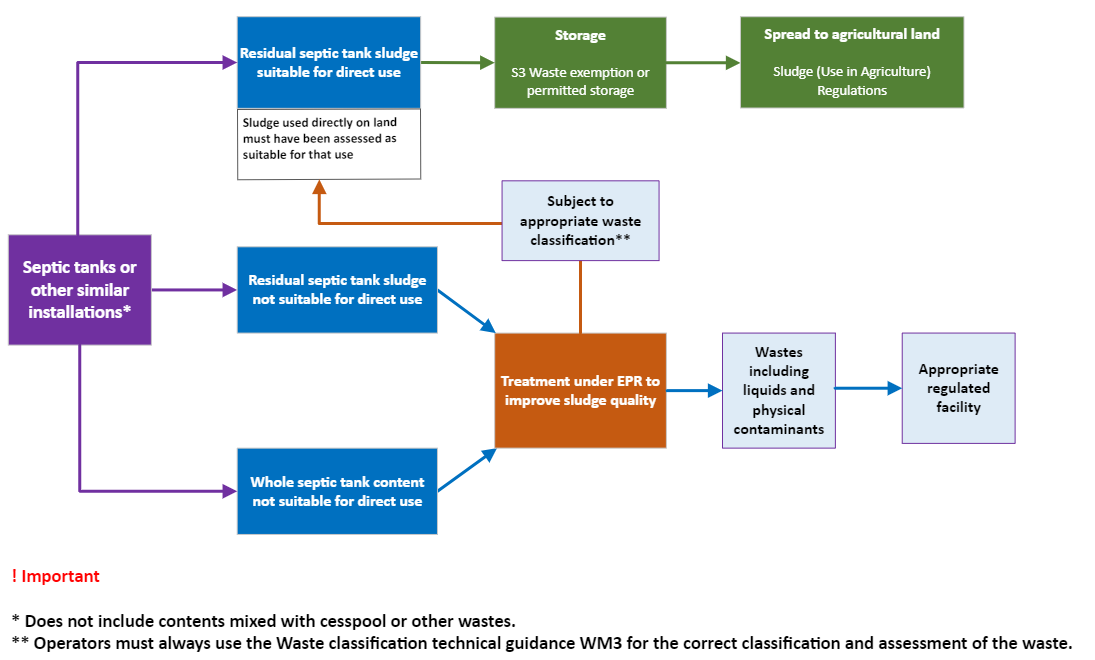 Residual septic tank sludge
suitable for direct use
Sludge used directly on land
must have been assessed as
suitable for that use
Storage
S3 Waste exemption or
permitted storage
Spread to agricultural land
Sludge (Use in Agriculture)
Regulations
Subject to
appropriate waste
classification**
Septic tanks or
other similar
installations*
Residual septic tank sludge
not suitable for direct use
Treatment under EPR to
improve sludge quality
Wastes
including
liquids and
physical
contaminants
Appropriate
regulated
facility
Whole septic tank content
not suitable for direct use
! Important
* Does not include contents mixed with cesspool or other wastes.
** Operators must always use the Waste classification technical guidance WM3 for the correct classification and assessment of the waste.